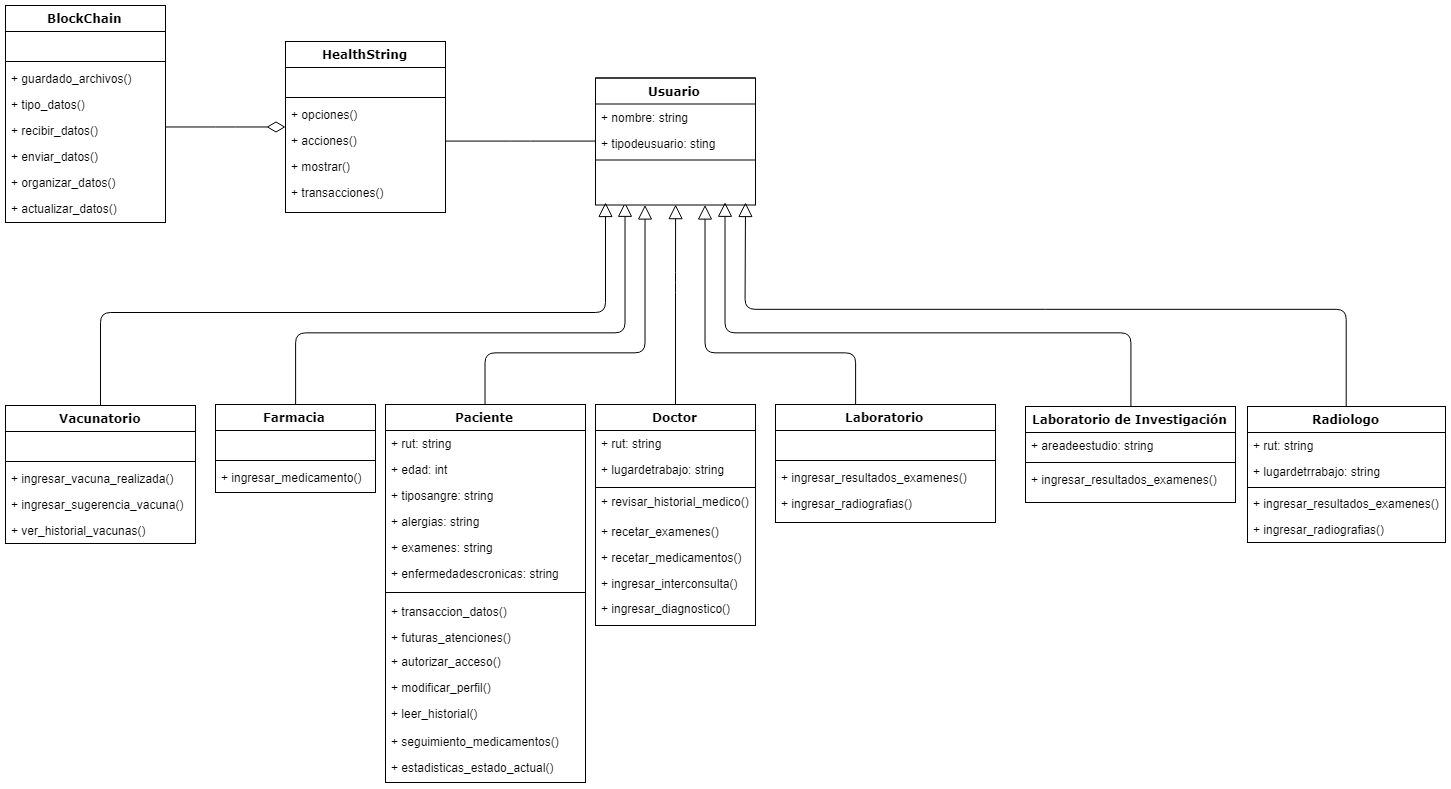 BlockChain
+ guardado_archivos()
+ tipo_datos()
+ recibir_datos()
+ enviar_datos()
+ organizar_datos()
+ actualizar_datos()
HealthString
+ opciones()
+ acciones()
+ mostrar()
+ transacciones()
Usuario
+ nombre: string
+ tipodeusuario: sting
Vacunatorio
+ ingresar_vacuna_realizada()
+ ingresar_sugerencia_vacuna()
+ ver_historial_vacunas()
Farmacia
+ ingresar_medicamento()
Paciente
+ rut: string
+ edad: int
+ tiposangre: string
+ alergias: string
+ examenes: string
+ enfermedadescronicas: string
+ transaccion_datos()
+ futuras_atenciones()
+ autorizar_acceso()
+ modificar_perfil()
+ leer_historial()
+ seguimiento_medicamentos()
+ estadisticas_estado_actual()
Doctor
+ rut: string
+ lugardetrabajo: string
+ revisar_historial_medico()
+ recetar_examenes()
+ recetar_medicamentos()
+ ingresar_interconsulta()
+ ingresar_diagnostico()
Laboratorio
+ ingresar_resultados_examenes()
+ ingresar_radiografias()
Laboratorio de Investigación
+ areadeestudio: string
+ ingresar_resultados_examenes()
Radiologo
+ rut: string
+ lugardetrrabajo: string
+ ingresar_resultados_examenes()
+ ingresar_radiografias()